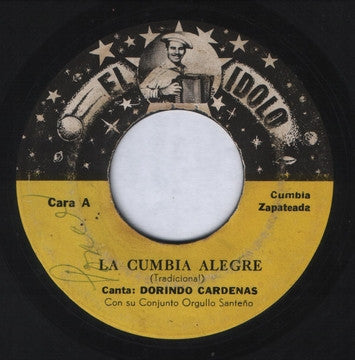 EL IDOLO
Cara A
Cumbia
Zapateada
LA CUMBIA ALEGRE
(Tradicional)
Canta: DORINDO CARDENAS
Con su Conjunto Orgullo Santeño